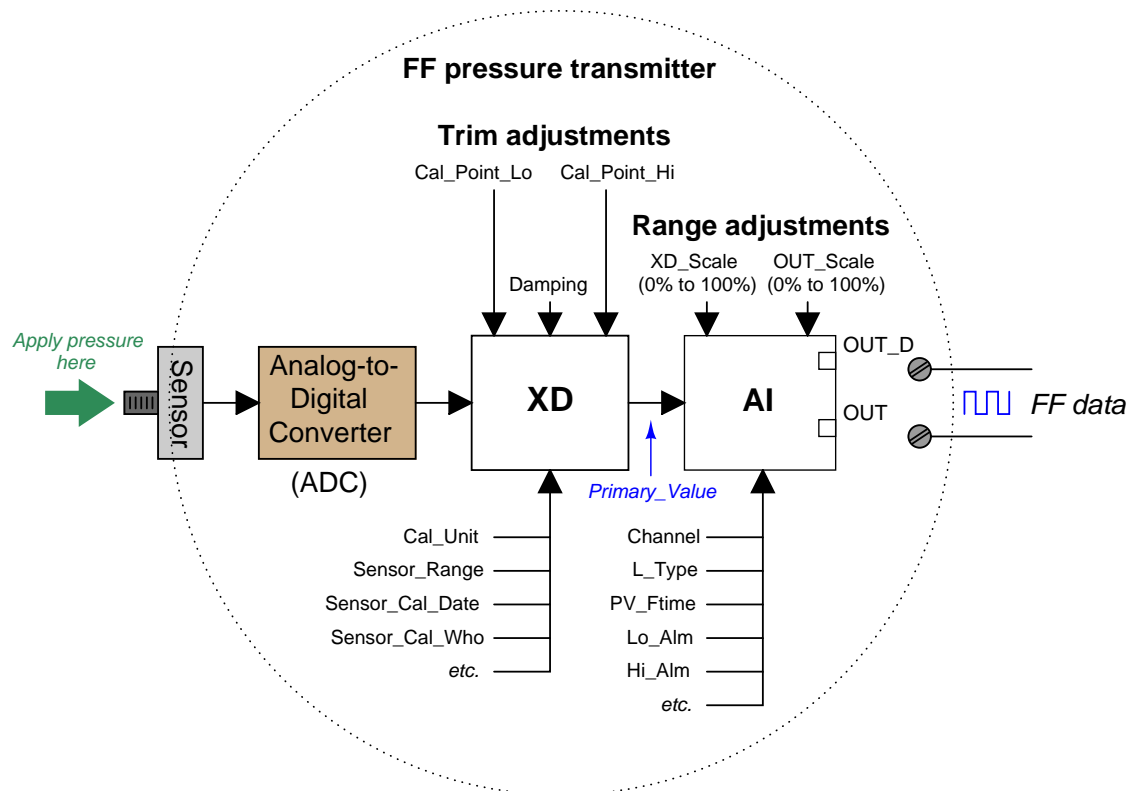 FF pressure transmitter
Trim adjustments
Cal_Point_Lo Cal_Point_Hi
Range adjustments
XD_Scale
(0% to 100%)
OUT_Scale
(0% to 100%)
Damping
Apply pressure
here
Sensor
Analog-to-
Digital
Converter
(ADC)
XD
Primary_Value
AI
OUT_D
OUT
FF data
Cal_Unit
Sensor_Range
Sensor_Cal_Date
Sensor_Cal_Who
etc.
Channel
L_Type
PV_Ftime
Lo_Alm
Hi_Alm
etc.